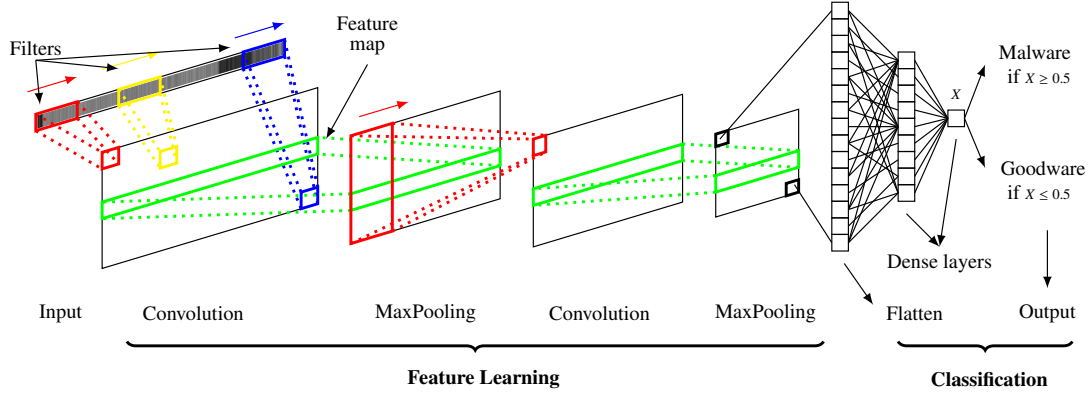 Filters
Feature
map
Malware
if X ≥ 0.5
X
Goodware
if X ≤ 0.5
Dense layers
Input
Convolution
MaxPooling
Convolution
MaxPooling
Flatten
Output
Feature Learning
Classification